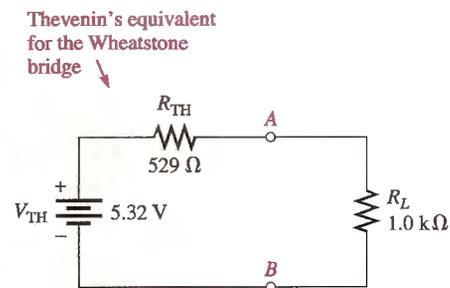 Thevenin's equivalent
for the Wheatstone
bridge
RTH
A
529 Ω
+
VTH
5.32 V
−
RL
1.0 kΩ
B